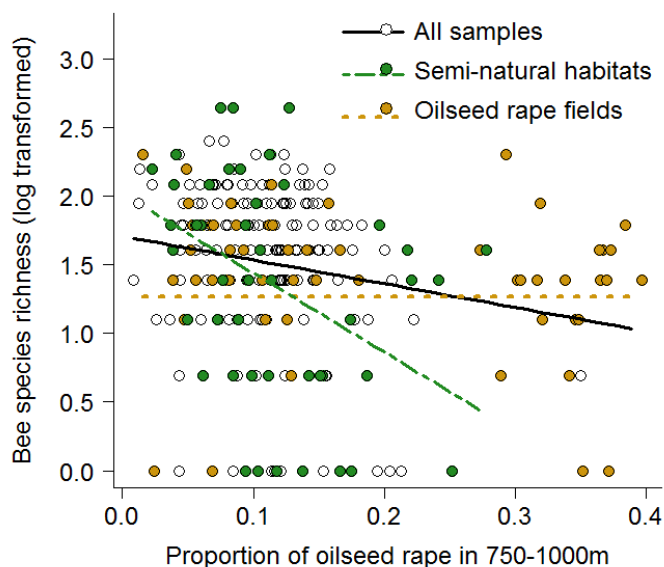 All samples
Semi-natural habitats
Oilseed rape fields
Bee species richness (log transformed)
3.0
2.5
2.0
1.5
1.0
0.5
0.0
0.0 0.1 0.2 0.3 0.4
Proportion of oilseed rape in 750-1000m